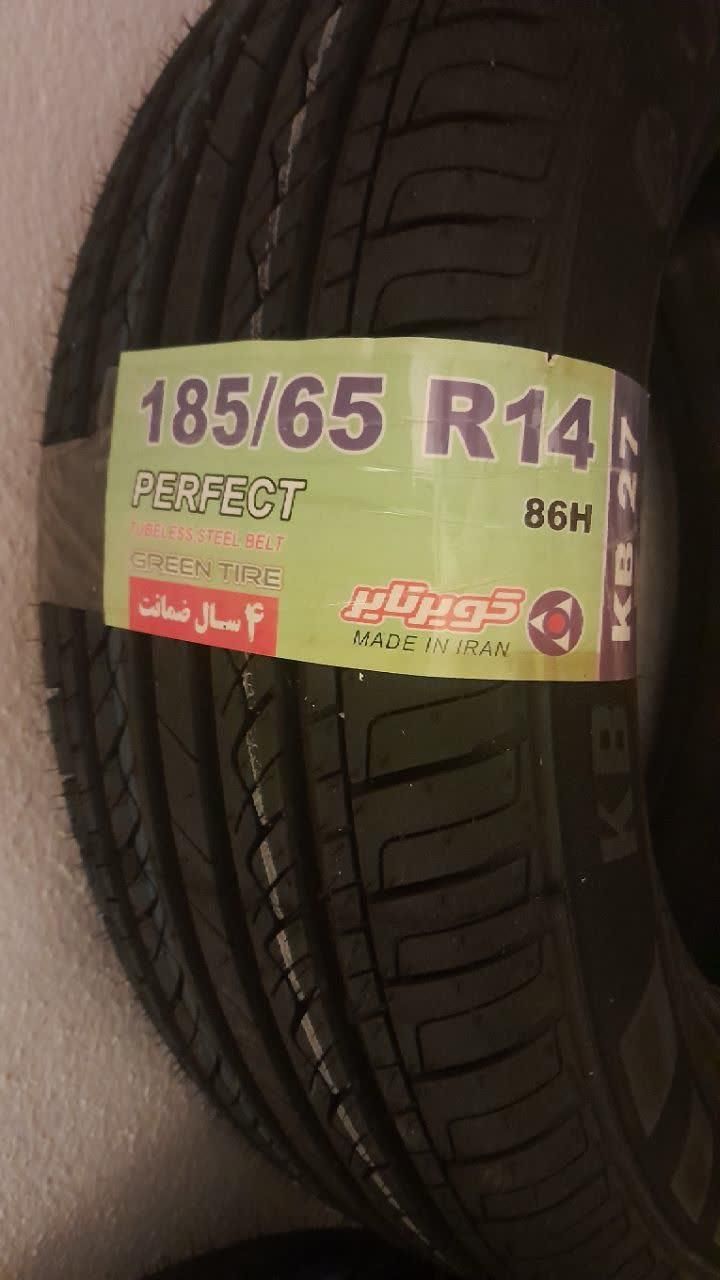 185/65 R14
86H
PERFECT
TUBELESS STEEL BELT
GREEN TIRE
۴ سال ضمانت
کویرتایر
MADE IN IRAN
KB 27
KB